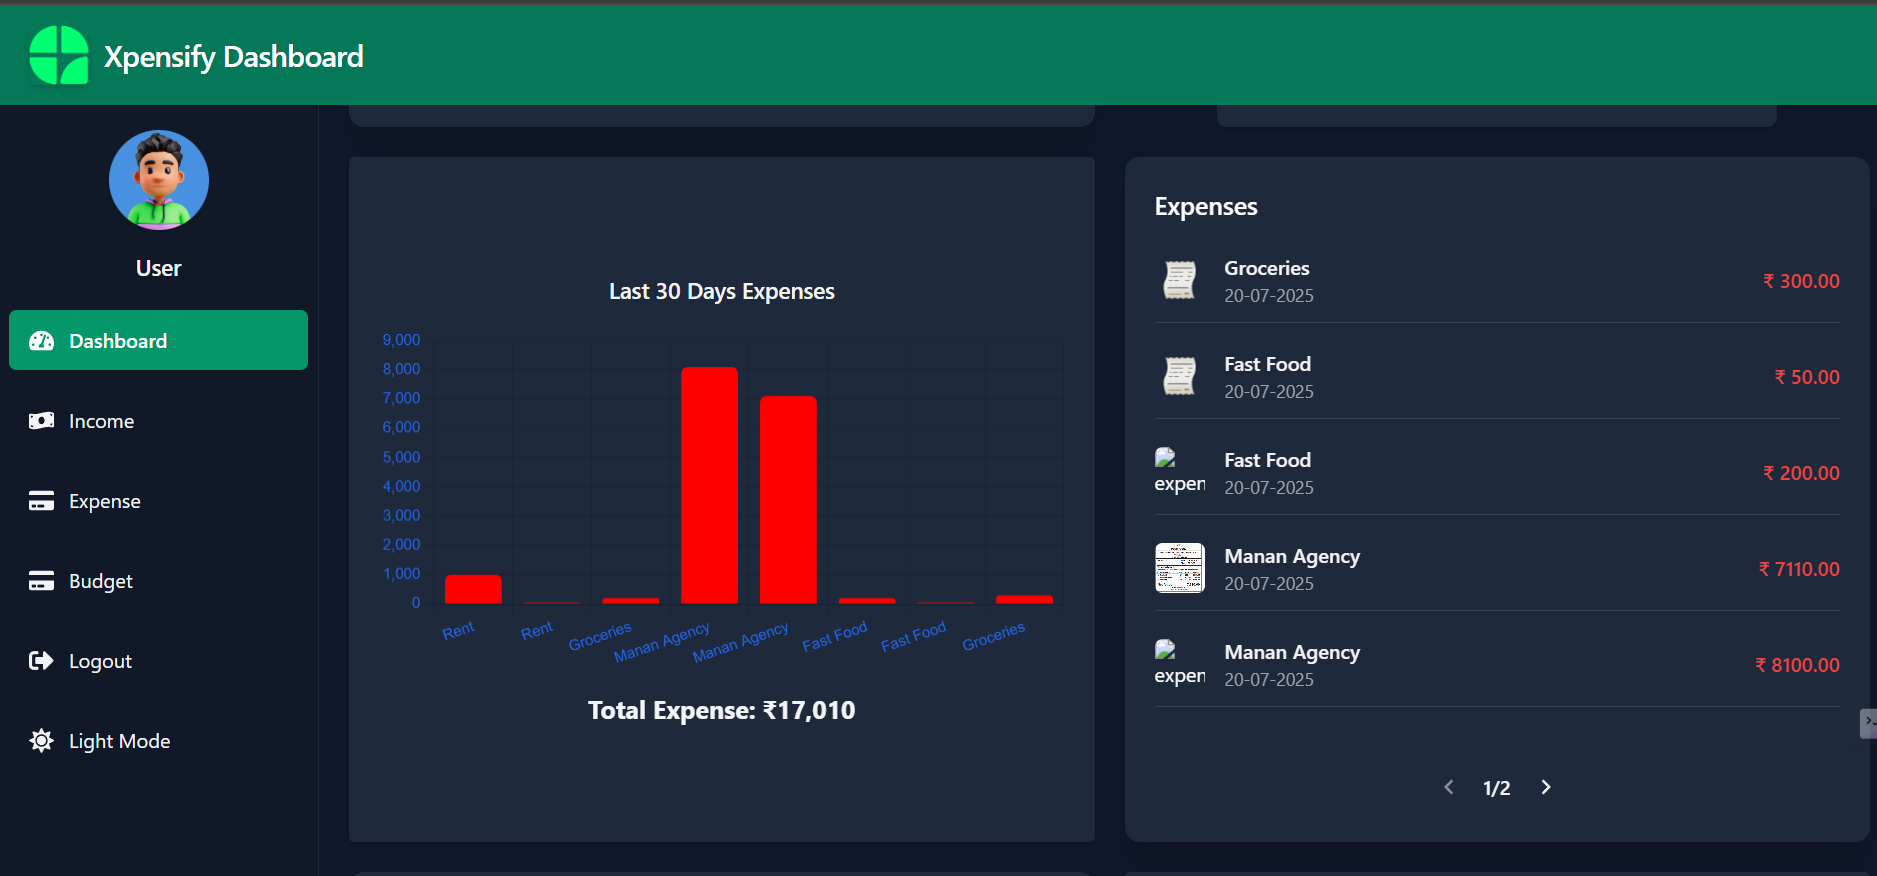 Xpensify Dashboard
User
Dashboard
Income
Expense
Budget
Logout
Light Mode
Last 30 Days Expenses
9,000
8,000
7,000
6,000
5,000
4,000
3,000
2,000
1,000
0
Rent
Rent
Groceries
Manan Agency
Manan Agency
Fast Food
Fast Food
Groceries
Total Expense: ₹17,010
Expenses
Groceries
20-07-2025
₹ 300.00
Fast Food
20-07-2025
₹ 50.00
expen
Fast Food
20-07-2025
₹ 200.00
Manan Agency
20-07-2025
₹ 7110.00
expen
Manan Agency
20-07-2025
₹ 8100.00
1/2